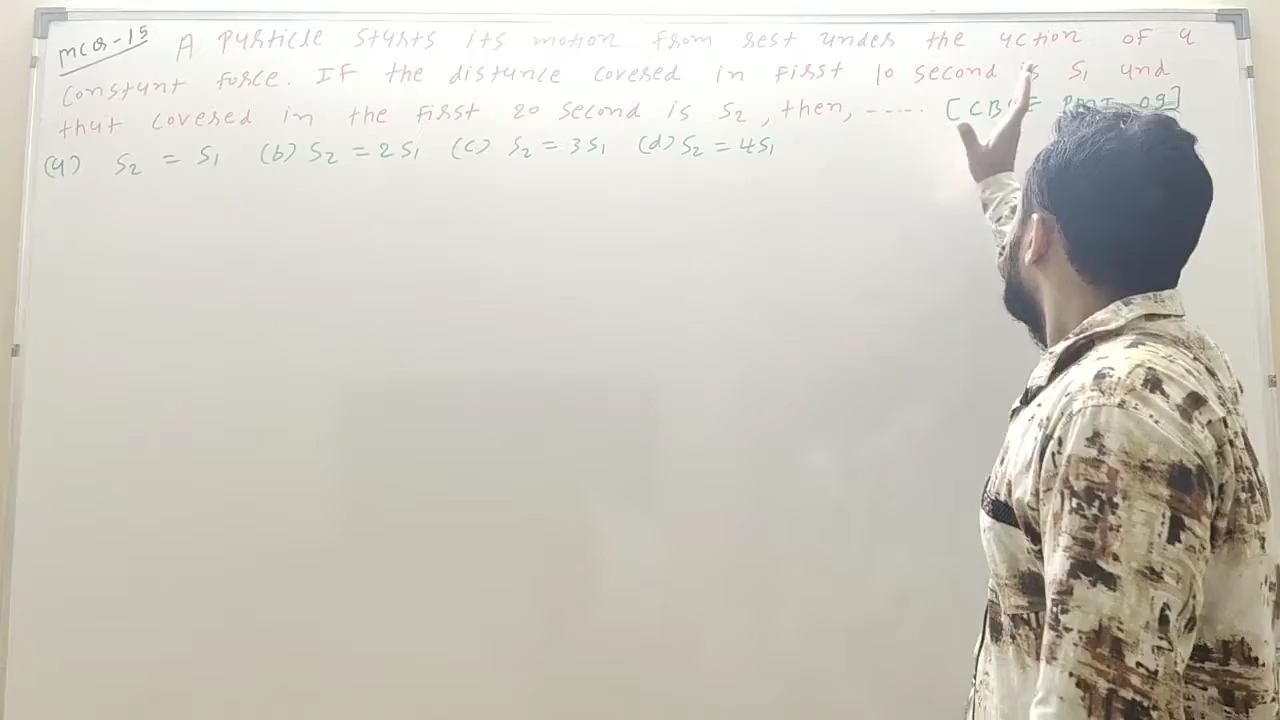 MCQ-15 A particle starts its motion from rest under the action of a
constant force. If the distance covered in first 10 second is S₁ and
that covered in the first 20 second is S₂, then, ...... [CB
(a) S₂ = S₁ (b) S₂ = 2S₁ (c) S₂ = 3S₁ (d) S₂ = 4S₁